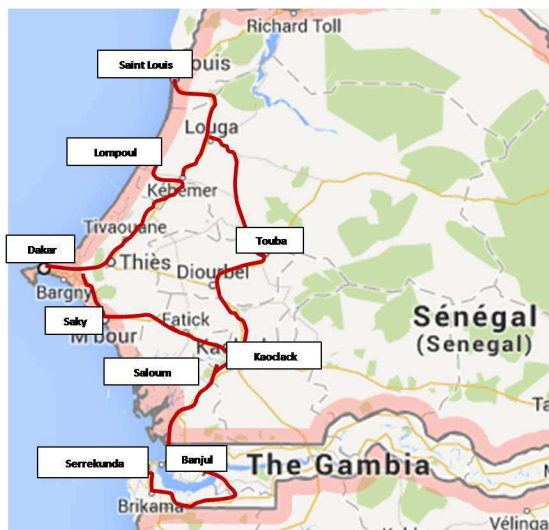 Richard Toll
Saint Louis
ouis
Louga
Lompoul
Kébémer
Tivaouane
Dakar
Thiès
Touba
Diourbel
Bargny
Saky
M'bour
Fatick
Sénégal
(Senegal)
Kaoclack
Saloum
Banjul
Serrekunda
The Gambia
Brikama
Vélinga